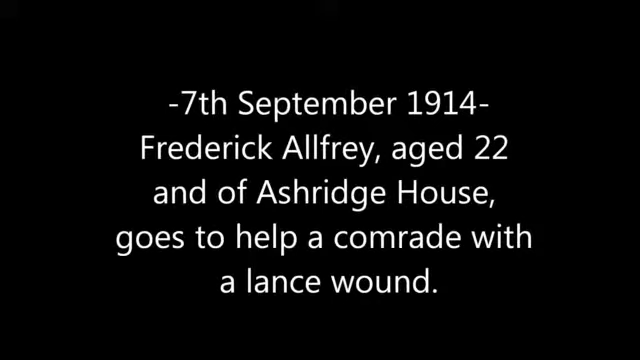 -7th September 1914-
Frederick Allfrey, aged 22
and of Ashridge House,
goes to help a comrade with
a lance wound.